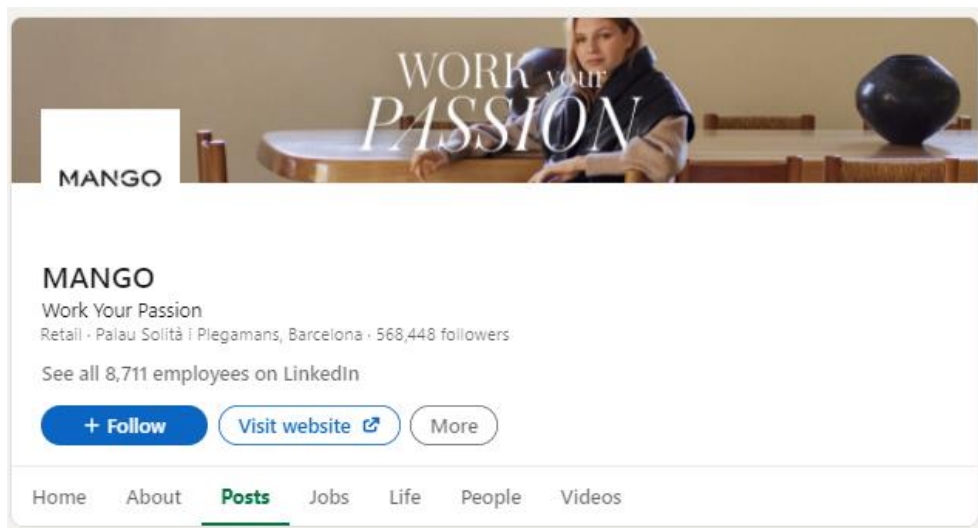 WORK your
PASSION
MANGO
MANGO
Work Your Passion
Retail · Palau Solità i Plegamans, Barcelona · 568,448 followers
See all 8,711 employees on LinkedIn
+ Follow Visit website More
Home About Posts Jobs Life People Videos